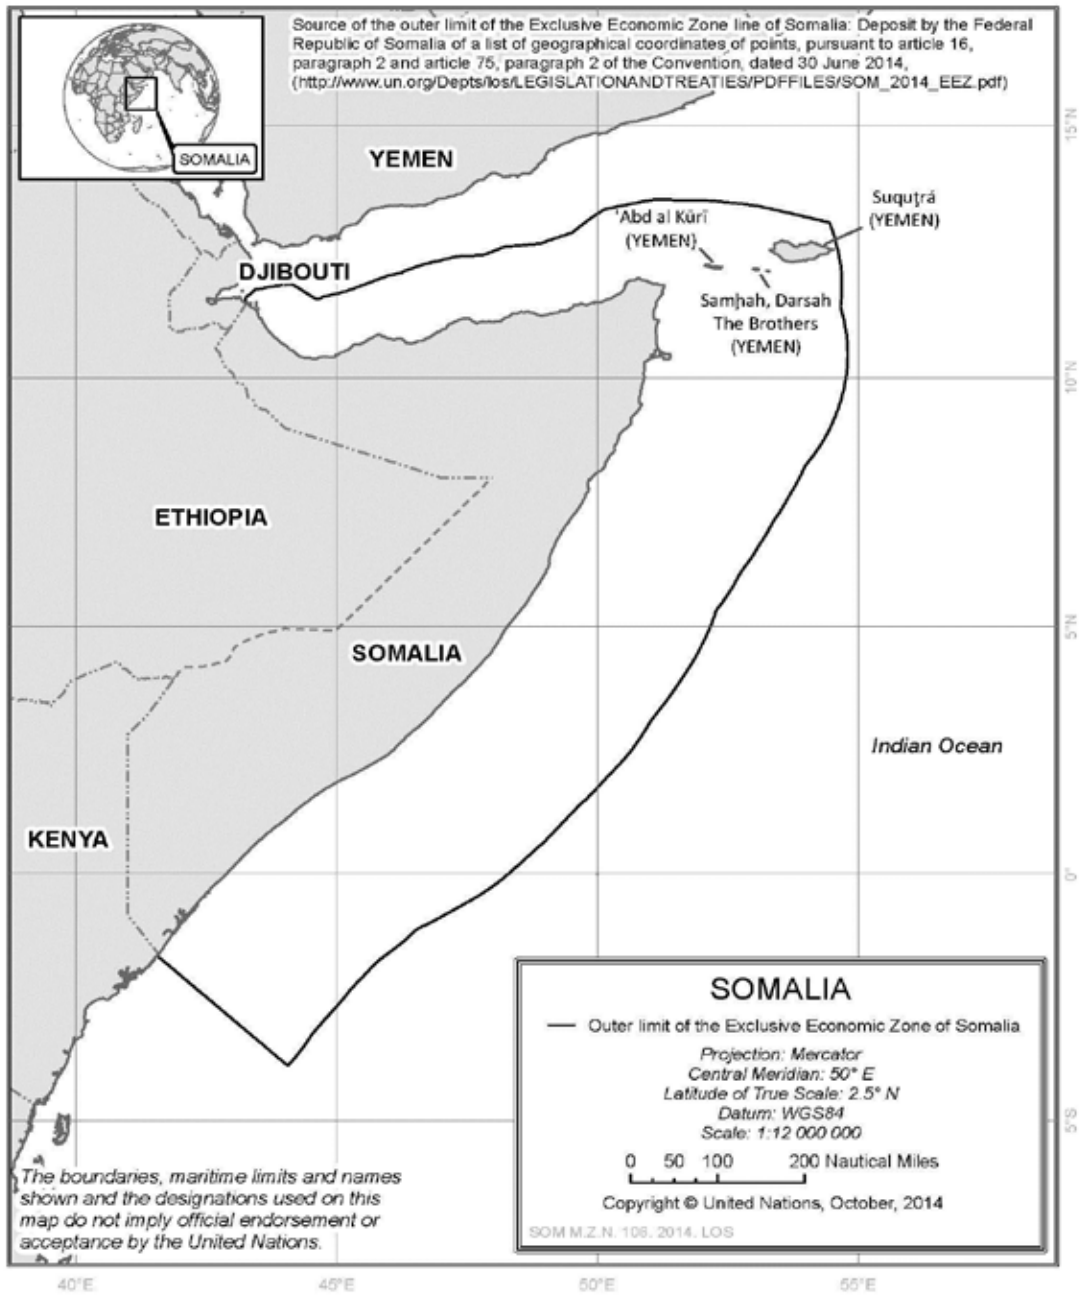 Source of the outer limit of the Exclusive Economic Zone line of Somalia: Deposit by the Federal
Republic of Somalia of a list of geographical coordinates of points, pursuant to article 16,
paragraph 2 and article 75, paragraph 2 of the Convention, dated 30 June 2014,
(http://www.un.org/Depts/los/LEGISLATIONANDTREATIES/PDFFILES/SOM_2014_EEZ.pdf)
SOMALIA
YEMEN
15°N
Suquţrá
(YEMEN)
'Abd al Kūrī
(YEMEN)
DJIBOUTI
Samḩah, Darsah
The Brothers
(YEMEN)
10°N
ETHIOPIA
SOMALIA
5°N
Indian Ocean
KENYA
0°
SOMALIA
Outer limit of the Exclusive Economic Zone of Somalia
Projection: Mercator
Central Meridian: 50° E
Latitude of True Scale: 2.5° N
Datum: WGS84
Scale: 1:12 000 000
0 50 100 200 Nautical Miles
Copyright © United Nations, October, 2014
SOM M.Z.N. 106. 2014. LOS
5°S
The boundaries, maritime limits and names
shown and the designations used on this
map do not imply official endorsement or
acceptance by the United Nations.
40°E 45°E 50°E 55°E